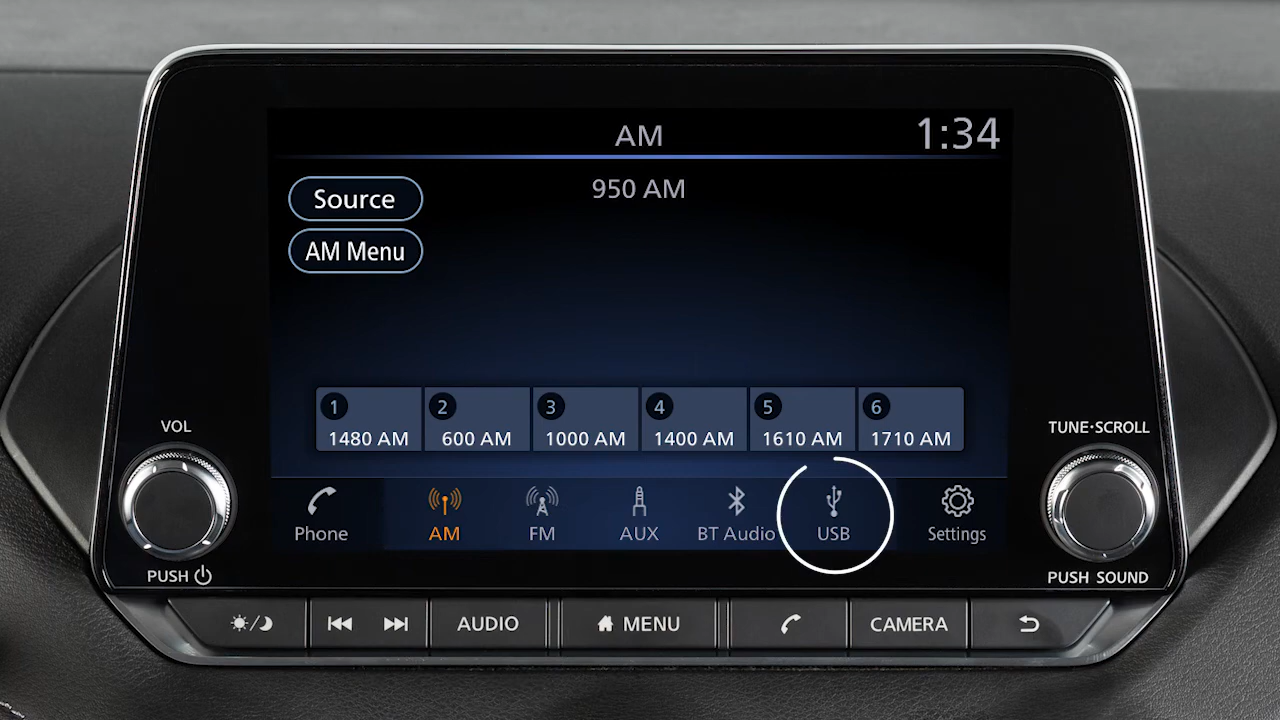 AM
1:34
Source
950 AM
AM Menu
1 2 3 4 5 6
1480 AM 600 AM 1000 AM 1400 AM 1610 AM 1710 AM
VOL
TUNE·SCROLL
Phone AM FM AUX BT Audio USB Settings
PUSH
PUSH SOUND
AUDIO MENU CAMERA